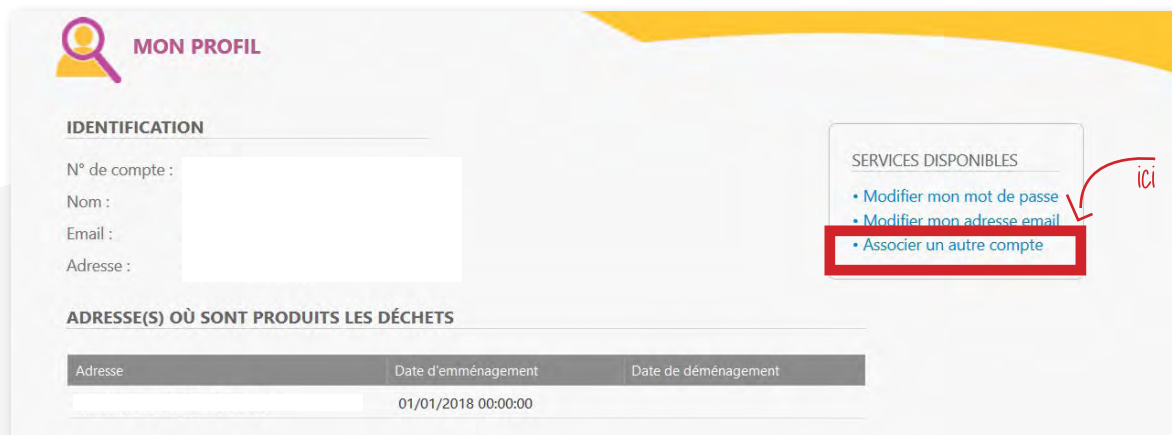 MON PROFIL
IDENTIFICATION
N° de compte :
Nom :
Email :
Adresse :
SERVICES DISPONIBLES
• Modifier mon mot de passe
• Modifier mon adresse email
• Associer un autre compte
ici
ADRESSE(S) OÙ SONT PRODUITS LES DÉCHETS
Adresse Date d'emménagement Date de déménagement
01/01/2018 00:00:00